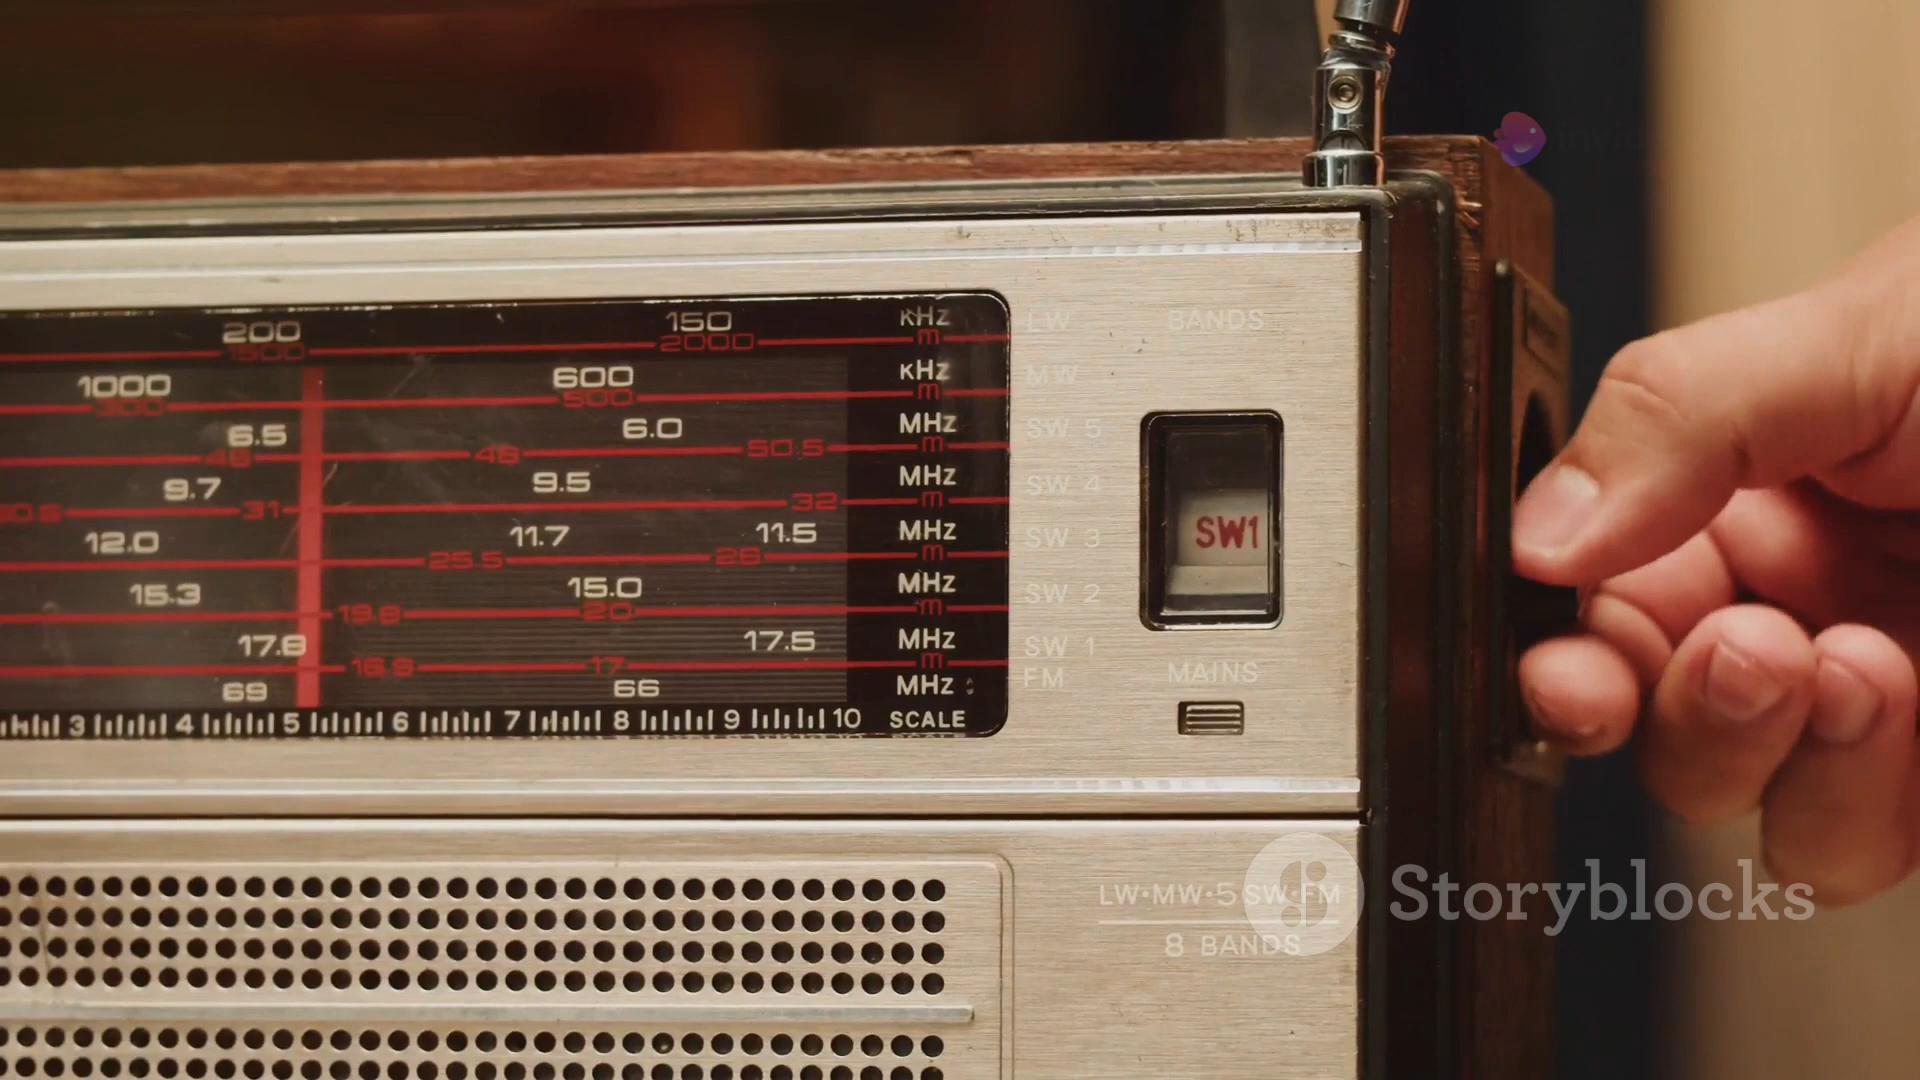 200 150 KHz LW BANDS
1500 2000 m
1000 600 KHz MW
300 500 m
6.5 6.0 MHz SW 5
46 48 50.5 m
9.7 9.5 MHz SW 4
30.8 31 32 m
12.0 11.7 11.5 MHz SW 3
25.5 26 m
SW1
15.3 15.0 MHz SW 2
19.8 20 m
17.8 17.5 MHz SW 1
16.9 17 m
69 66 MHz FM
MAINS
3 4 5 6 7 8 9 10 SCALE
LW·MW·5 SW·FM
8 BANDS
Storyblocks